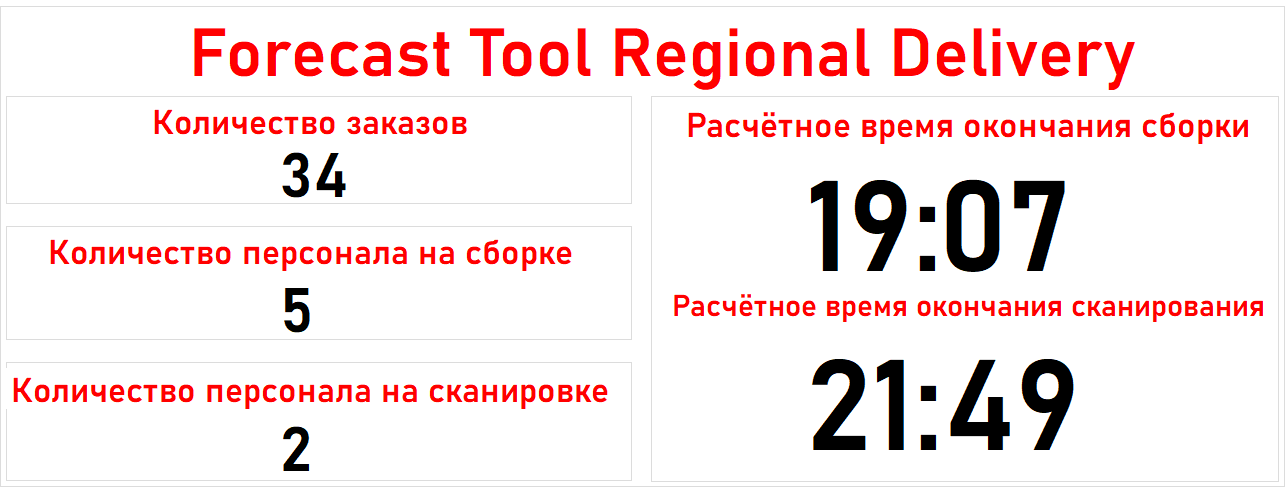 Forecast Tool Regional Delivery
Количество заказов
34
Количество персонала на сборке
5
Количество персонала на сканировке
2
Расчётное время окончания сборки
19:07
Расчётное время окончания сканирования
21:49